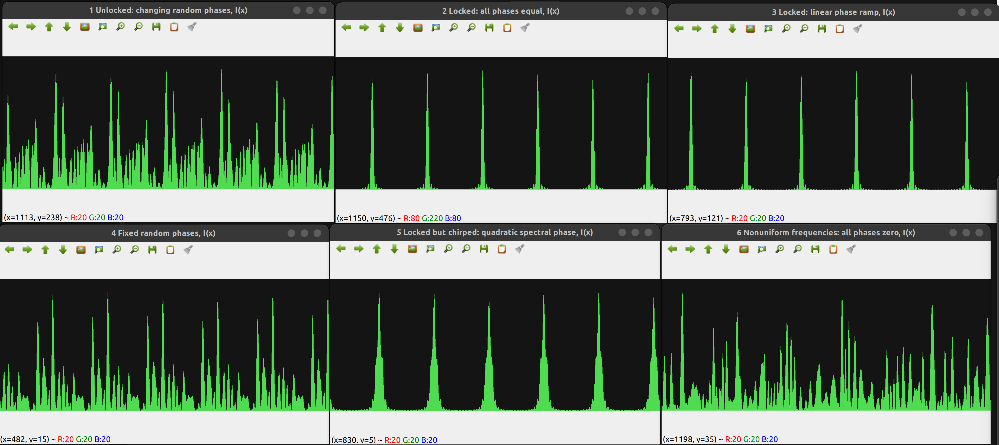 1 Unlocked: changing random phases, I(x)
2 Locked: all phases equal, I(x)
3 Locked: linear phase ramp, I(x)
(x=1113, y=238) ~ R:20 G:20 B:20
(x=1150, y=476) ~ R:80 G:220 B:80
(x=793, y=121) ~ R:20 G:20 B:20
4 Fixed random phases, I(x)
5 Locked but chirped: quadratic spectral phase, I(x)
6 Nonuniform frequencies: all phases zero, I(x)
(x=482, y=15) ~ R:20 G:20 B:20
(x=830, y=5) ~ R:20 G:20 B:20
(x=1198, y=35) ~ R:20 G:20 B:20